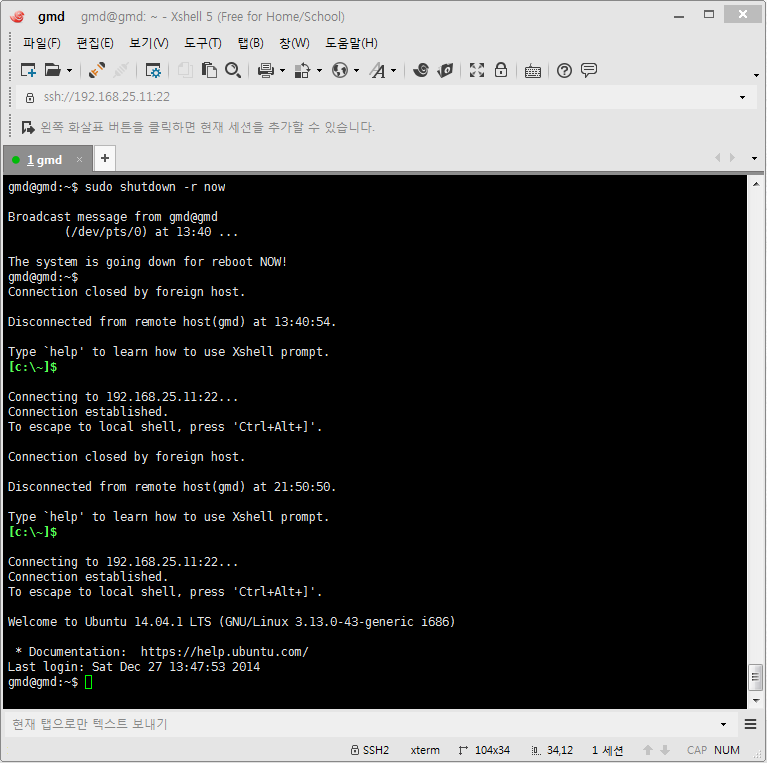 gmd gmd@gmd: ~ - Xshell 5 (Free for Home/School)
파일(F) 편집(E) 보기(V) 도구(T) 탭(B) 창(W) 도움말(H)
ssh://192.168.25.11:22
왼쪽 화살표 버튼을 클릭하면 현재 세션을 추가할 수 있습니다.
1 gmd × +
gmd@gmd:~$ sudo shutdown -r now
Broadcast message from gmd@gmd
(/dev/pts/0) at 13:40 ...
The system is going down for reboot NOW!
gmd@gmd:~$
Connection closed by foreign host.
Disconnected from remote host(gmd) at 13:40:54.
Type `help' to learn how to use Xshell prompt.
[c:\~]$
Connecting to 192.168.25.11:22...
Connection established.
To escape to local shell, press 'Ctrl+Alt+]'.
Connection closed by foreign host.
Disconnected from remote host(gmd) at 21:50:50.
Type `help' to learn how to use Xshell prompt.
[c:\~]$
Connecting to 192.168.25.11:22...
Connection established.
To escape to local shell, press 'Ctrl+Alt+]'.
Welcome to Ubuntu 14.04.1 LTS (GNU/Linux 3.13.0-43-generic i686)
* Documentation:  https://help.ubuntu.com/
Last login: Sat Dec 27 13:47:53 2014
gmd@gmd:~$
현재 탭으로만 텍스트 보내기
SSH2 xterm 104x34 34,12 1 세션 CAP NUM